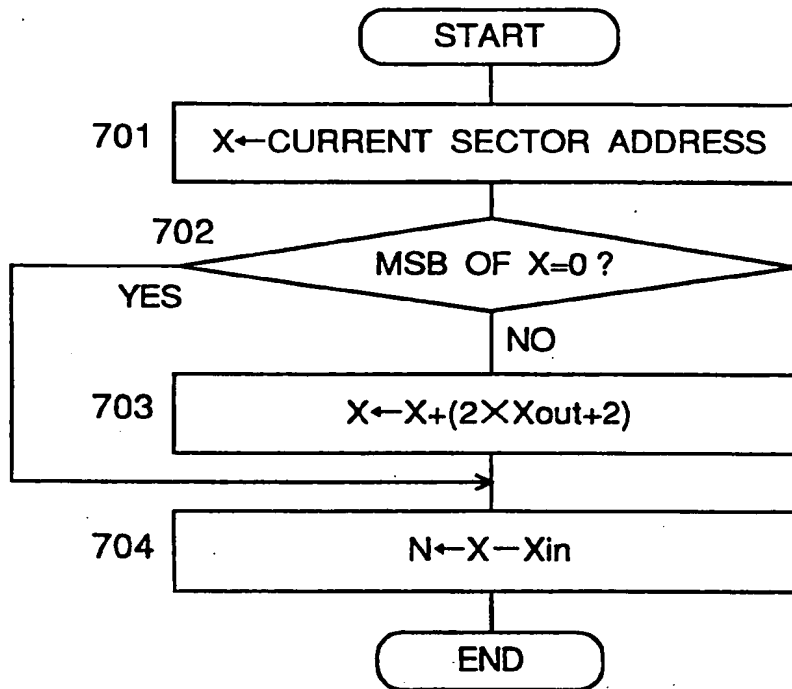 START
701
X←CURRENT SECTOR ADDRESS
702
MSB OF X=0 ?
YES
NO
703
X←X+(2×Xout+2)
704
N←X−Xin
END